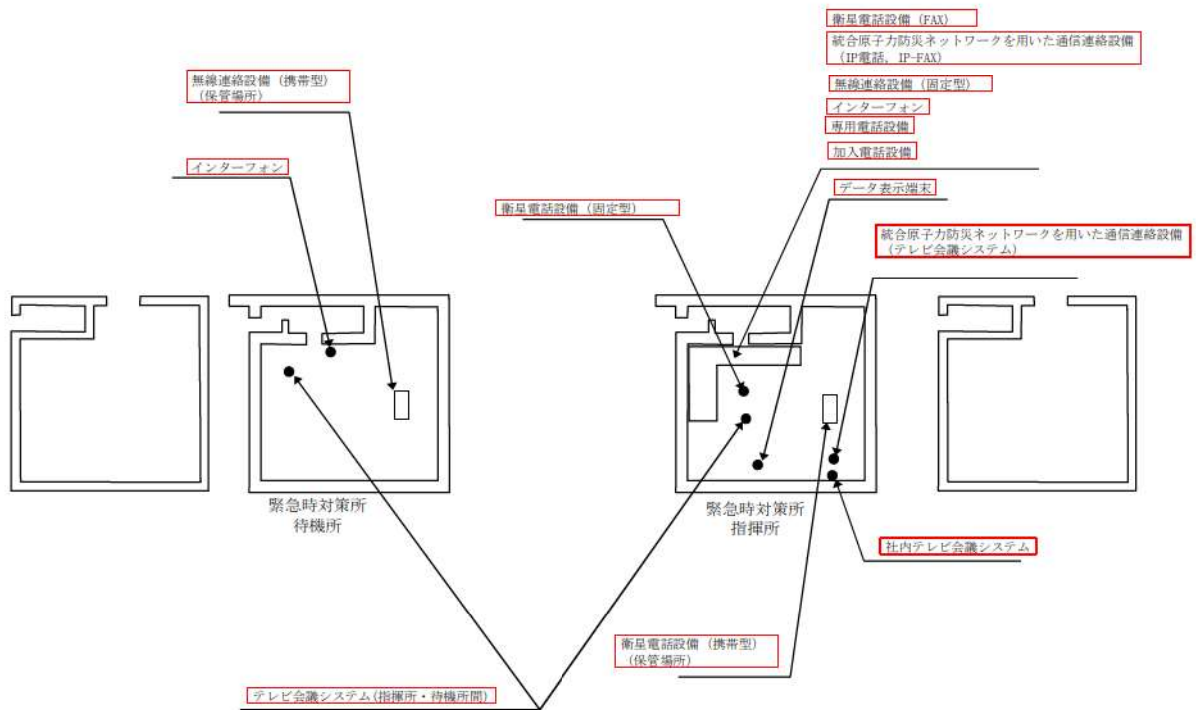 衛星電話設備(FAX)
統合原子力防災ネットワークを用いた通信連絡設備
(IP電話、IP-FAX)
無線連絡設備(固定型)
インターフォン
専用電話設備
加入電話設備
無線連絡設備(携帯型)
(保管場所)
インターフォン
データ表示端末
衛星電話設備(固定型)
統合原子力防災ネットワークを用いた通信連絡設備
(テレビ会議システム)
緊急時対策所
待機所
緊急時対策所
指揮所
社内テレビ会議システム
衛星電話設備(携帯型)
(保管場所)
テレビ会議システム(指揮所・待機所間)